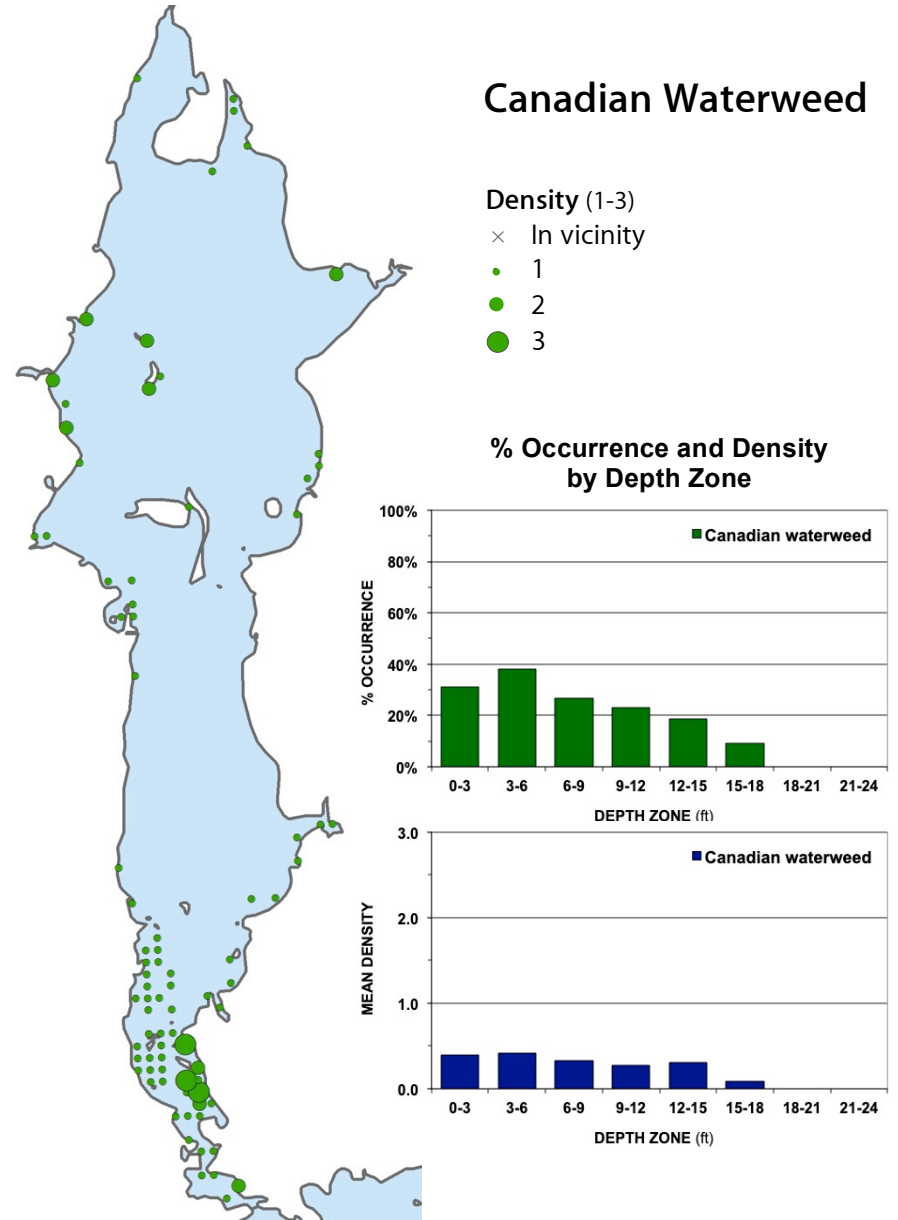 Canadian Waterweed
Density (1-3)
In vicinity
1
2
3
% Occurrence and Density
by Depth Zone
100%
80%
60%
40%
20%
0%
% OCCURRENCE
Canadian waterweed
0-3 3-6 6-9 9-12 12-15 15-18 18-21 21-24
DEPTH ZONE (ft)
3.0
2.0
1.0
0.0
MEAN DENSITY
Canadian waterweed
0-3 3-6 6-9 9-12 12-15 15-18 18-21 21-24
DEPTH ZONE (ft)